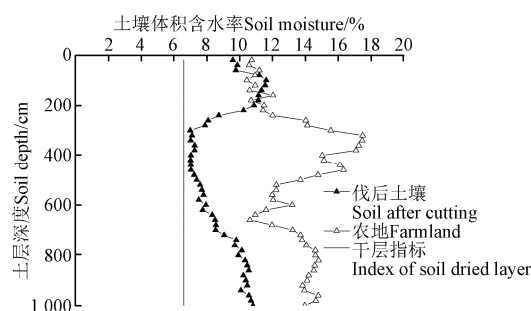 土壤体积含水率Soil moisture/%
2 4 6 8 10 12 14 16 18 20
0
200
400
600
800
1 000
土层深度Soil depth/cm
伐后土壤
Soil after cutting
农地Farmland
干层指标
Index of soil dried layer